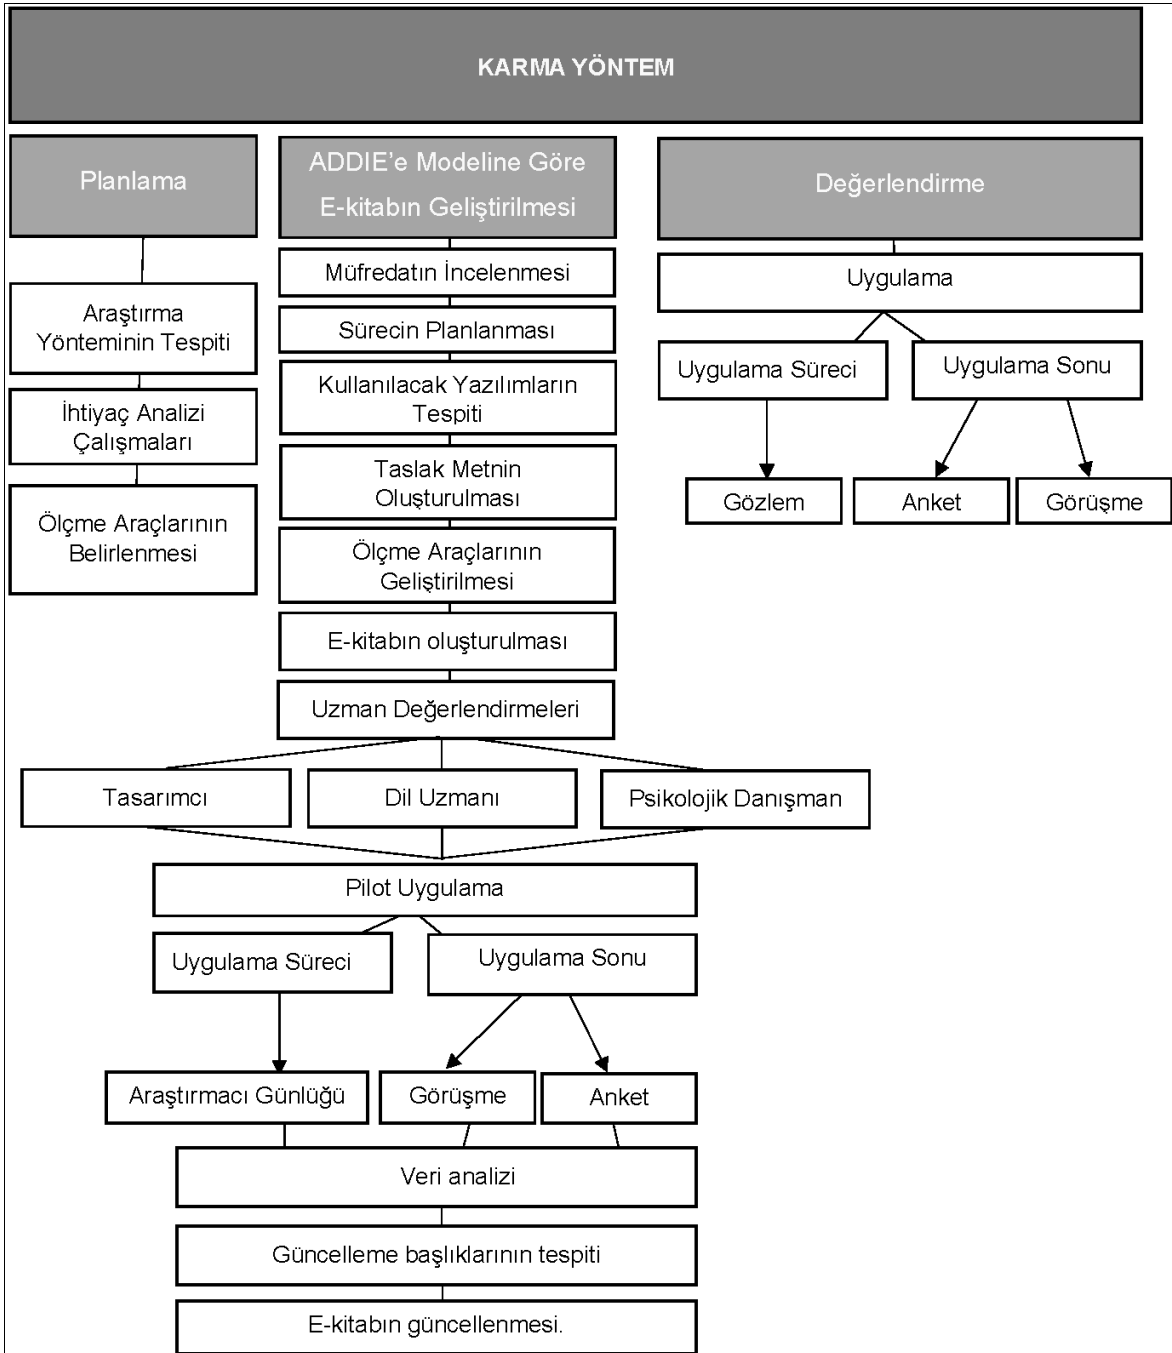 KARMA YÖNTEM
Planlama
Araştırma
Yönteminin Tespiti
İhtiyaç Analizi
Çalışmaları
Ölçme Araçlarının
Belirlenmesi
ADDIE’e Modeline Göre
E-kitabın Geliştirilmesi
Müfredatın İncelenmesi
Sürecin Planlanması
Kullanılacak Yazılımların
Tespiti
Taslak Metnin
Oluşturulması
Ölçme Araçlarının
Geliştirilmesi
E-kitabın oluşturulması
Uzman Değerlendirmeleri
Tasarımcı
Dil Uzmanı
Psikolojik Danışman
Pilot Uygulama
Uygulama Süreci
Uygulama Sonu
Araştırmacı Günlüğü
Görüşme
Anket
Veri analizi
Güncelleme başlıklarının tespiti
E-kitabın güncellenmesi.
Değerlendirme
Uygulama
Uygulama Süreci
Uygulama Sonu
Gözlem
Anket
Görüşme